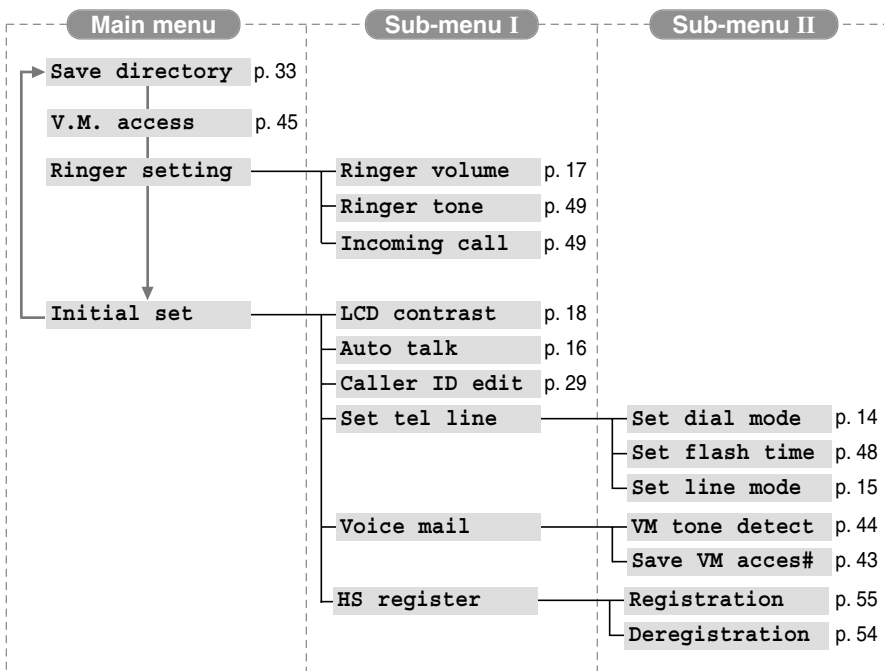 Main menu Sub-menu I Sub-menu II
Save directory p. 33
V.M. access p. 45
Ringer setting Ringer volume p. 17
Ringer tone p. 49
Incoming call p. 49
Initial set LCD contrast p. 18
Auto talk p. 16
Caller ID edit p. 29
Set tel line Set dial mode p. 14
Set flash time p. 48
Set line mode p. 15
Voice mail VM tone detect p. 44
Save VM acces# p. 43
HS register Registration p. 55
Deregistration p. 54